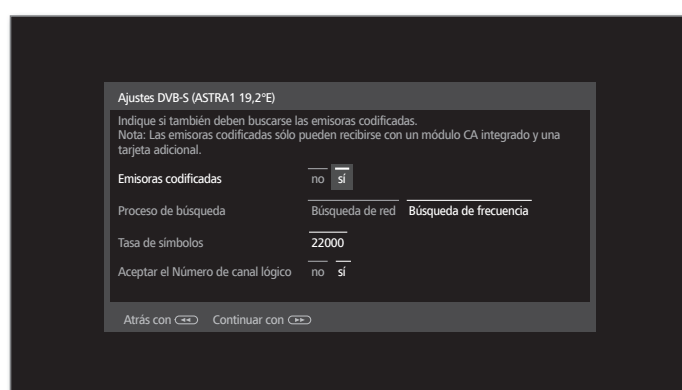 Ajustes DVB-S (ASTRA1 19,2°E)
Indique si también deben buscarse las emisoras codificadas.
Nota: Las emisoras codificadas sólo pueden recibirse con un módulo CA integrado y una
tarjeta adicional.
Emisoras codificadas no sí
Proceso de búsqueda Búsqueda de red Búsqueda de frecuencia
Tasa de símbolos 22000
Aceptar el Número de canal lógico no sí
Atrás con ◄◄ Continuar con ►►